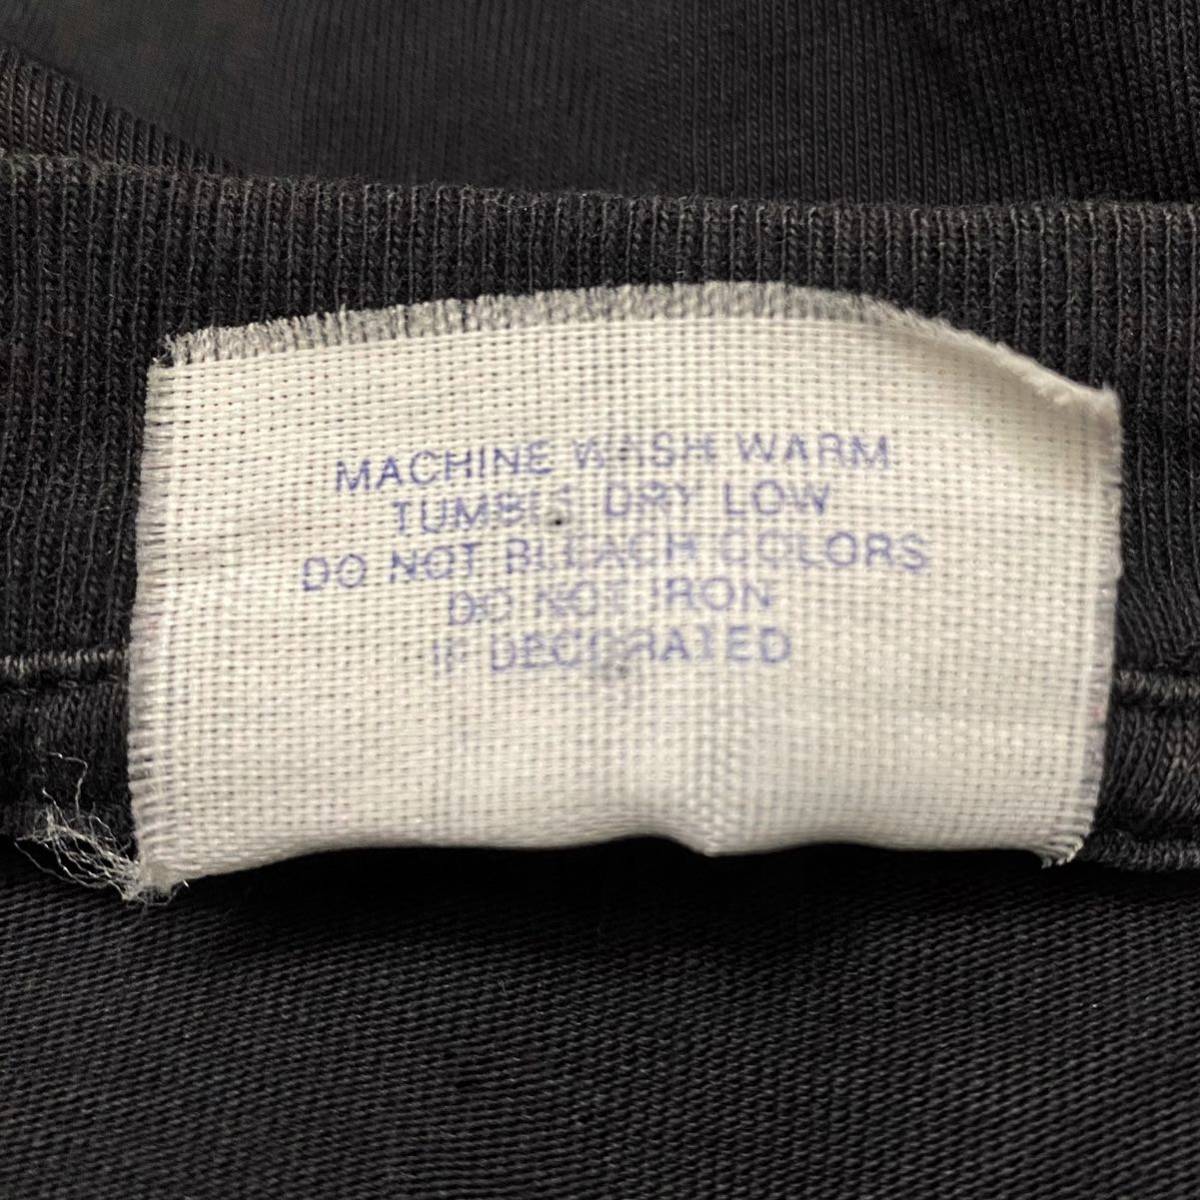 MACHINE WASH WARM
TUMBLE DRY LOW
DO NOT BLEACH COLORS
DO NOT IRON
IF DECORATED